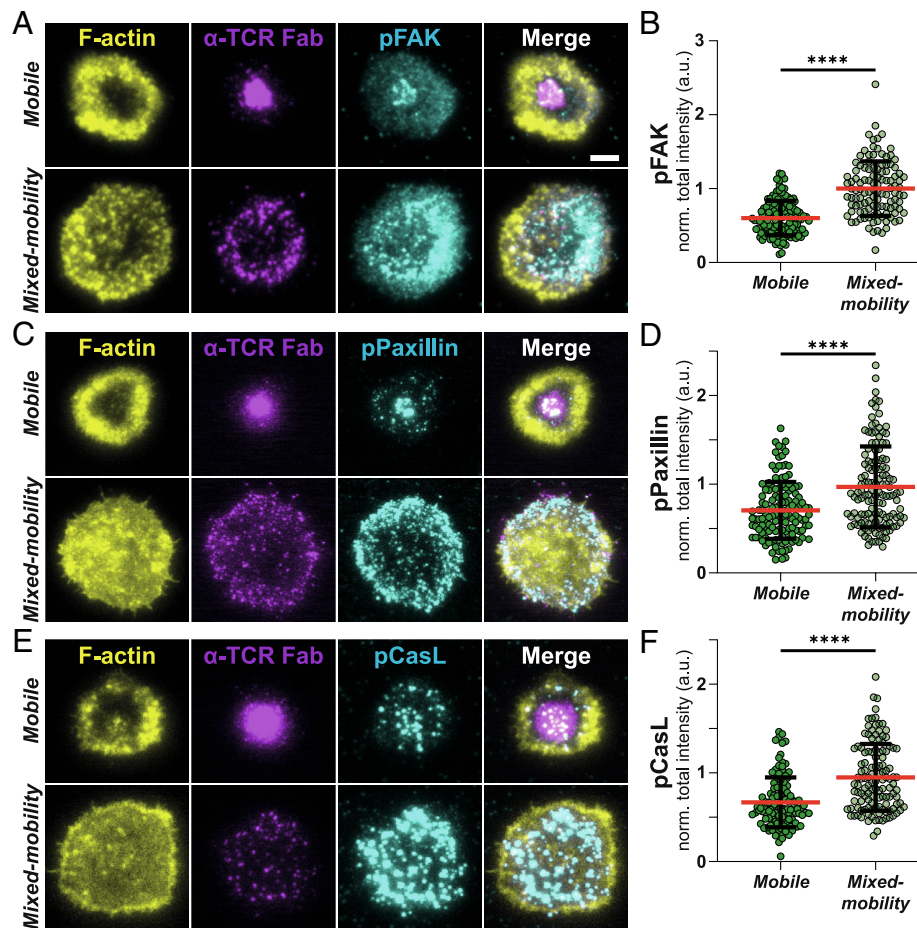 A
F-actin
α-TCR Fab
pFAK
Merge
Mobile
Mixed-mobility
B
pFAK
norm. total intensity (a.u.)
3
2
1
0
****
Mobile
Mixed-
mobility
C
F-actin
α-TCR Fab
pPaxillin
Merge
Mobile
Mixed-mobility
D
pPaxillin
norm. total intensity (a.u.)
2
1
0
****
Mobile
Mixed-
mobility
E
F-actin
α-TCR Fab
pCasL
Merge
Mobile
Mixed-mobility
F
pCasL
norm. total intensity (a.u.)
2
1
0
****
Mobile
Mixed-
mobility